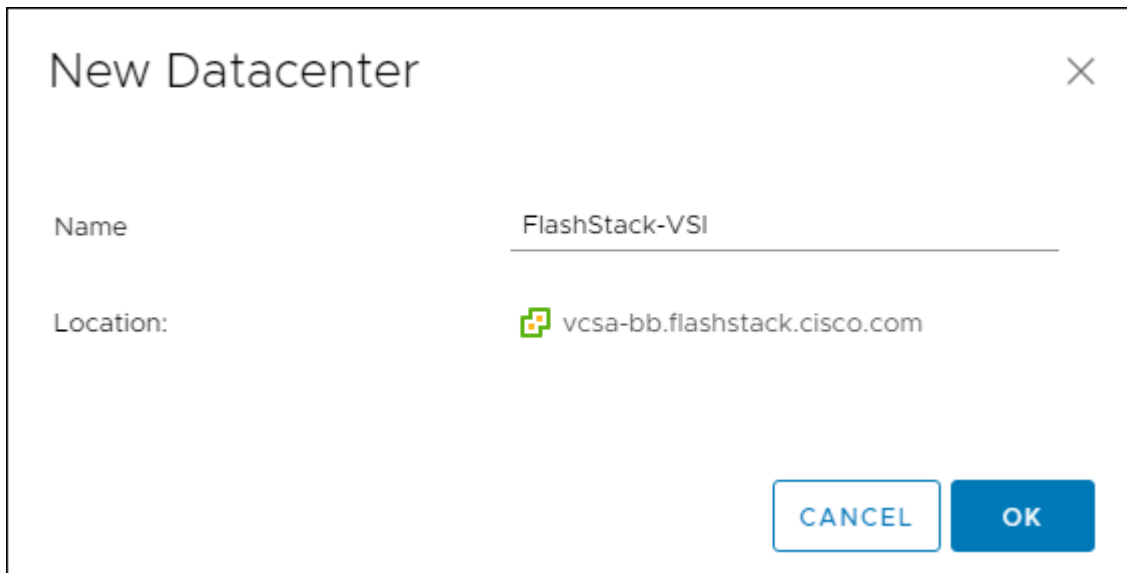 New Datacenter
Name
FlashStack-VSI
Location:
vcsa-bb.flashstack.cisco.com
CANCEL
OK